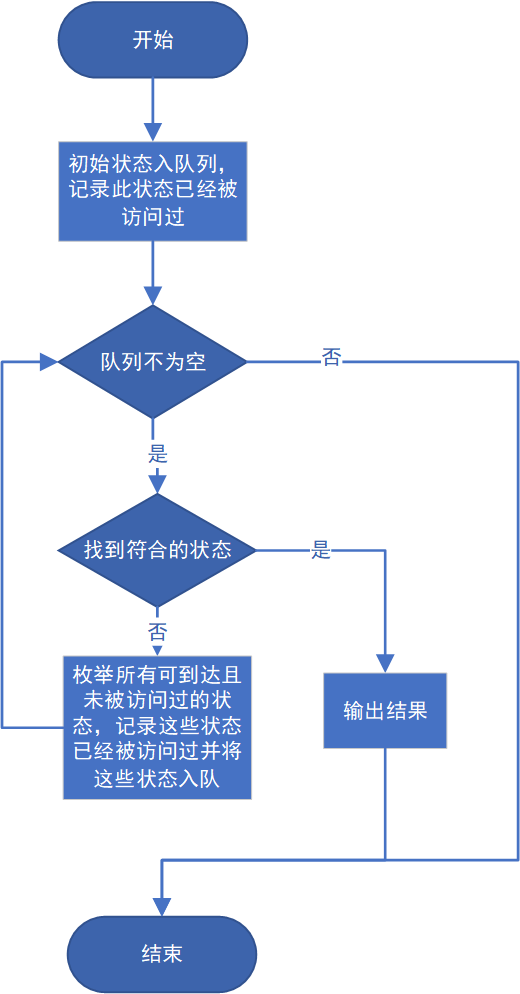 开始
初始状态入队列，
记录此状态已经被
访问过
队列不为空
否
是
找到符合的状态
是
否
枚举所有可到达且
未被访问过的状
态，记录这些状态
已经被访问过并将
这些状态入队
输出结果
结束